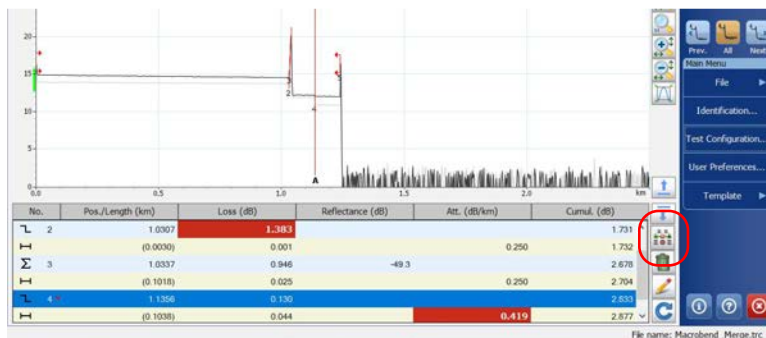 20
15
10
5
0
0.0 0.5 1.0 1.5 2.0 km
2
3
4
A
Prev. All Next
Main Menu
File
Identification...
Test Configuration...
User Preferences...
Template
No. Pos./Length (km) Loss (dB) Reflectance (dB) Att. (dB/km) Cumul. (dB)
2 1.0307 1.383 1.731
(0.0030) 0.001 0.250 1.732
Σ 3 1.0337 0.946 -49.3 2.678
(0.1018) 0.025 0.250 2.704
4 1.1356 0.130 2.833
(0.1038) 0.044 0.419 2.877
File name: Macrobend_Merge.trc